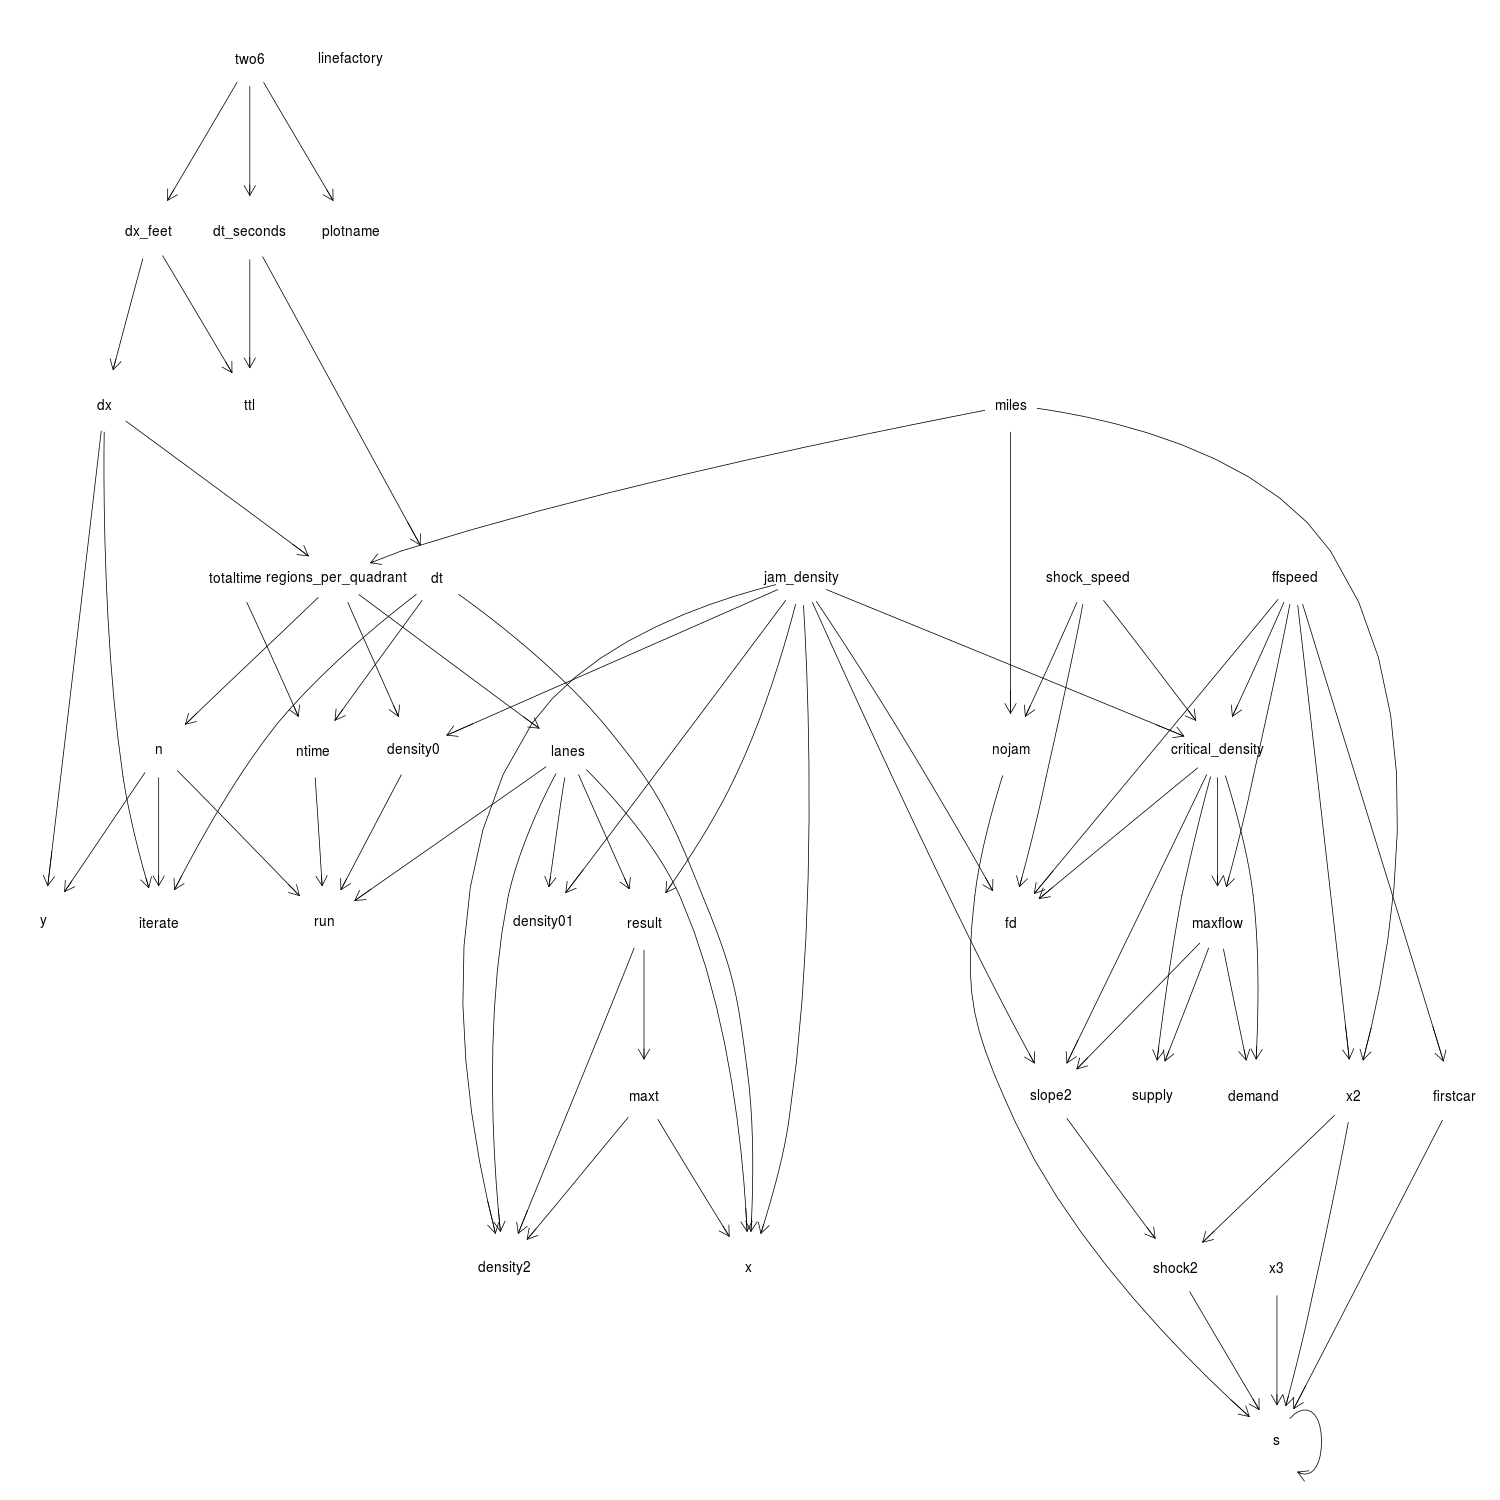 two6 linefactory
dx_feet dt_seconds plotname
dx ttl miles
totaltime regions_per_quadrant dt jam_density shock_speed ffspeed
n ntime density0 lanes nojam critical_density
y iterate run density01 result fd maxflow
maxt slope2 supply demand x2 firstcar
density2 x shock2 x3
s